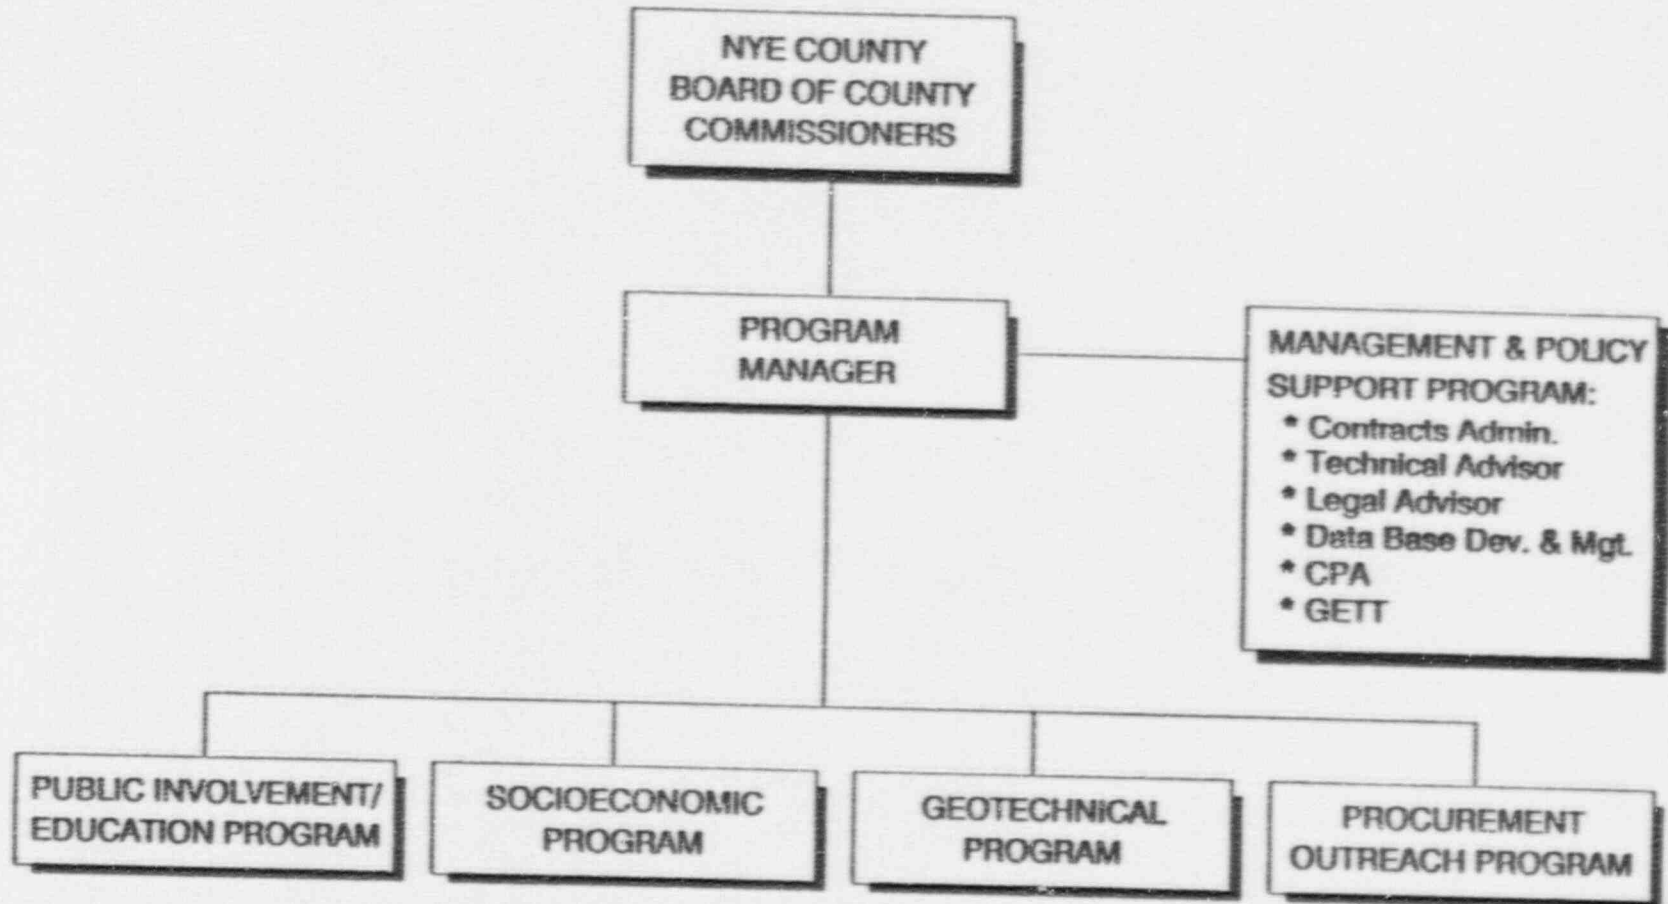 NYE COUNTY
BOARD OF COUNTY
COMMISSIONERS
PROGRAM
MANAGER
MANAGEMENT & POLICY
SUPPORT PROGRAM:
* Contracts Admin.
* Technical Advisor
* Legal Advisor
* Data Base Dev. & Mgt.
* CPA
* GETT
PUBLIC INVOLVEMENT/
EDUCATION PROGRAM
SOCIOECONOMIC
PROGRAM
GEOTECHNICAL
PROGRAM
PROCUREMENT
OUTREACH PROGRAM